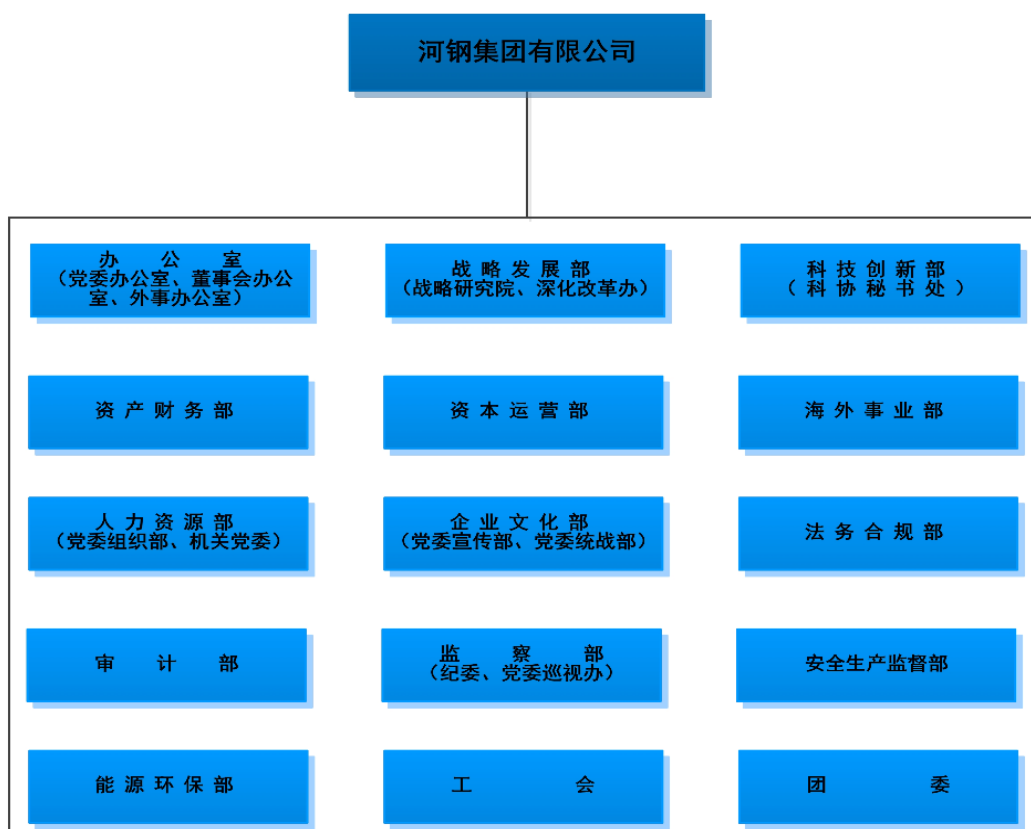 河钢集团有限公司
办公室
（党委办公室、董事会办公
室、外事办公室）
战略发展部
（战略研究院、深化改革办）
科技创新部
（科协秘书处）
资产财务部
资本运营部
海外事业部
人力资源部
（党委组织部、机关党委）
企业文化部
（党委宣传部、党委统战部）
法务合规部
审计部
监察部
（纪委、党委巡视办）
安全生产监督部
能源环保部
工会
团委